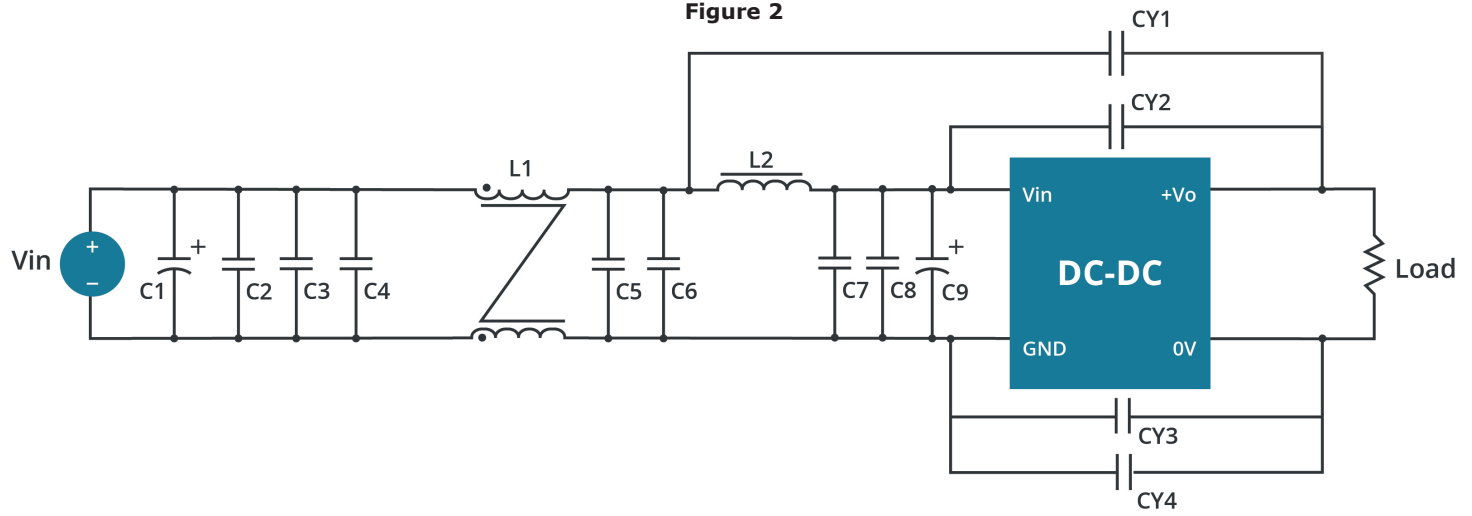 Figure 2
CY1
CY2
L1
L2
Vin
+
−
+
C1
C2
C3
C4
C5
C6
C7
C8
+
C9
Vin
+Vo
DC-DC
GND
0V
Load
CY3
CY4